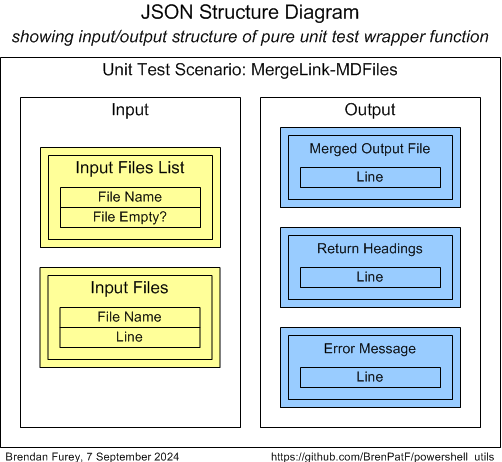 JSON Structure Diagram
showing input/output structure of pure unit test wrapper function
Unit Test Scenario: MergeLink-MDFiles
Input
Input Files List
File Name
File Empty?
Input Files
File Name
Line
Output
Merged Output File
Line
Return Headings
Line
Error Message
Line
Brendan Furey, 7 September 2024
https://github.com/BrenPatF/powershell_utils